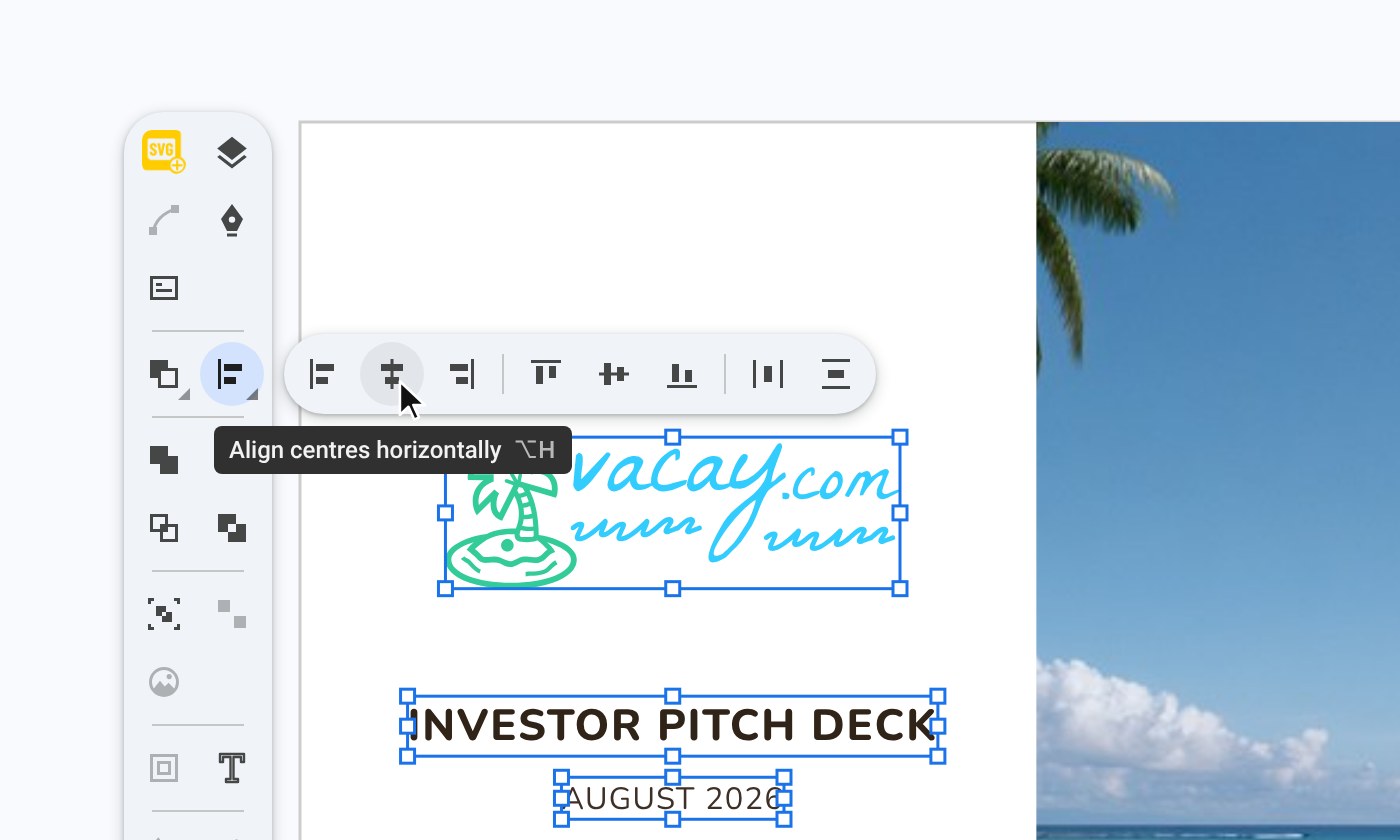 SVG
Align centres horizontally ⌥H
vacay.com
INVESTOR PITCH DECK
AUGUST 2026